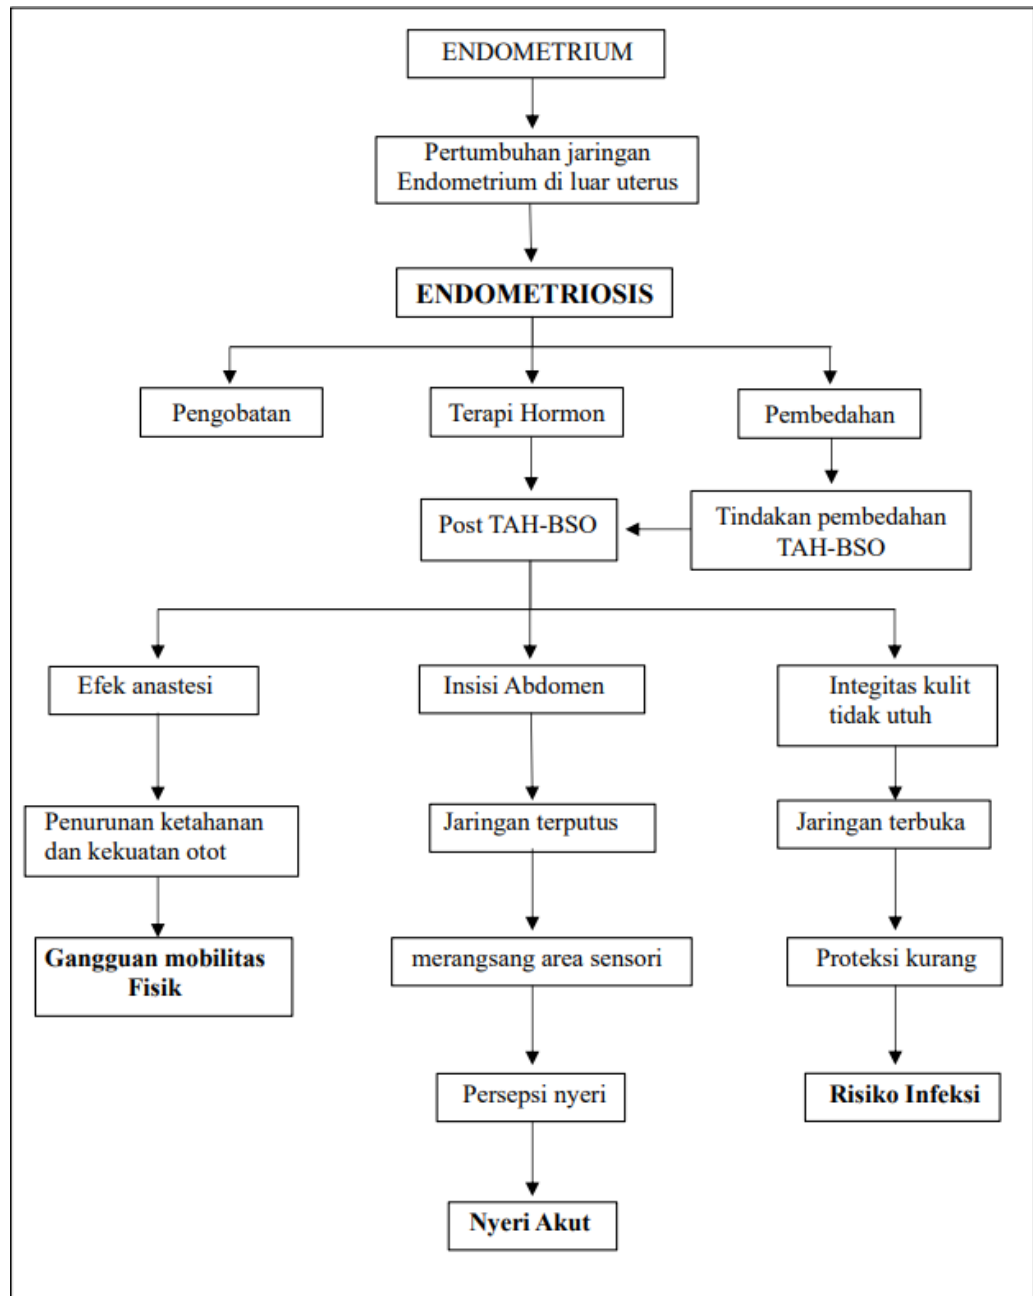 ENDOMETRIUM
Pertumbuhan jaringan
Endometrium di luar uterus
ENDOMETRIOSIS
Pengobatan
Terapi Hormon
Pembedahan
Post TAH-BSO
Tindakan pembedahan
TAH-BSO
Efek anastesi
Insisi Abdomen
Integitas kulit
tidak utuh
Penurunan ketahanan
dan kekuatan otot
Jaringan terputus
Jaringan terbuka
Gangguan mobilitas
Fisik
merangsang area sensori
Proteksi kurang
Persepsi nyeri
Risiko Infeksi
Nyeri Akut